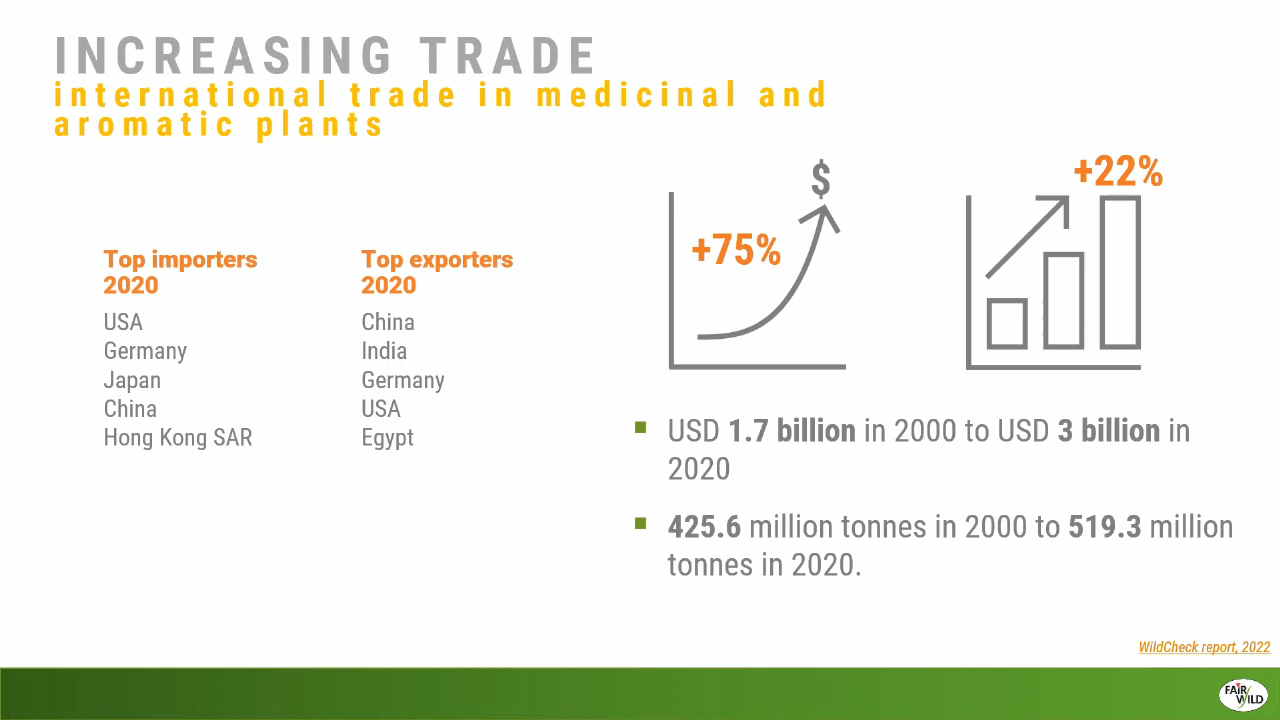 INCREASING TRADE
international trade in medicinal and
aromatic plants
Top importers
2020
USA
Germany
Japan
China
Hong Kong SAR
Top exporters
2020
China
India
Germany
USA
Egypt
$
+75%
+22%
USD 1.7 billion in 2000 to USD 3 billion in
2020
425.6 million tonnes in 2000 to 519.3 million
tonnes in 2020.
WildCheck report, 2022
FAIR
WILD